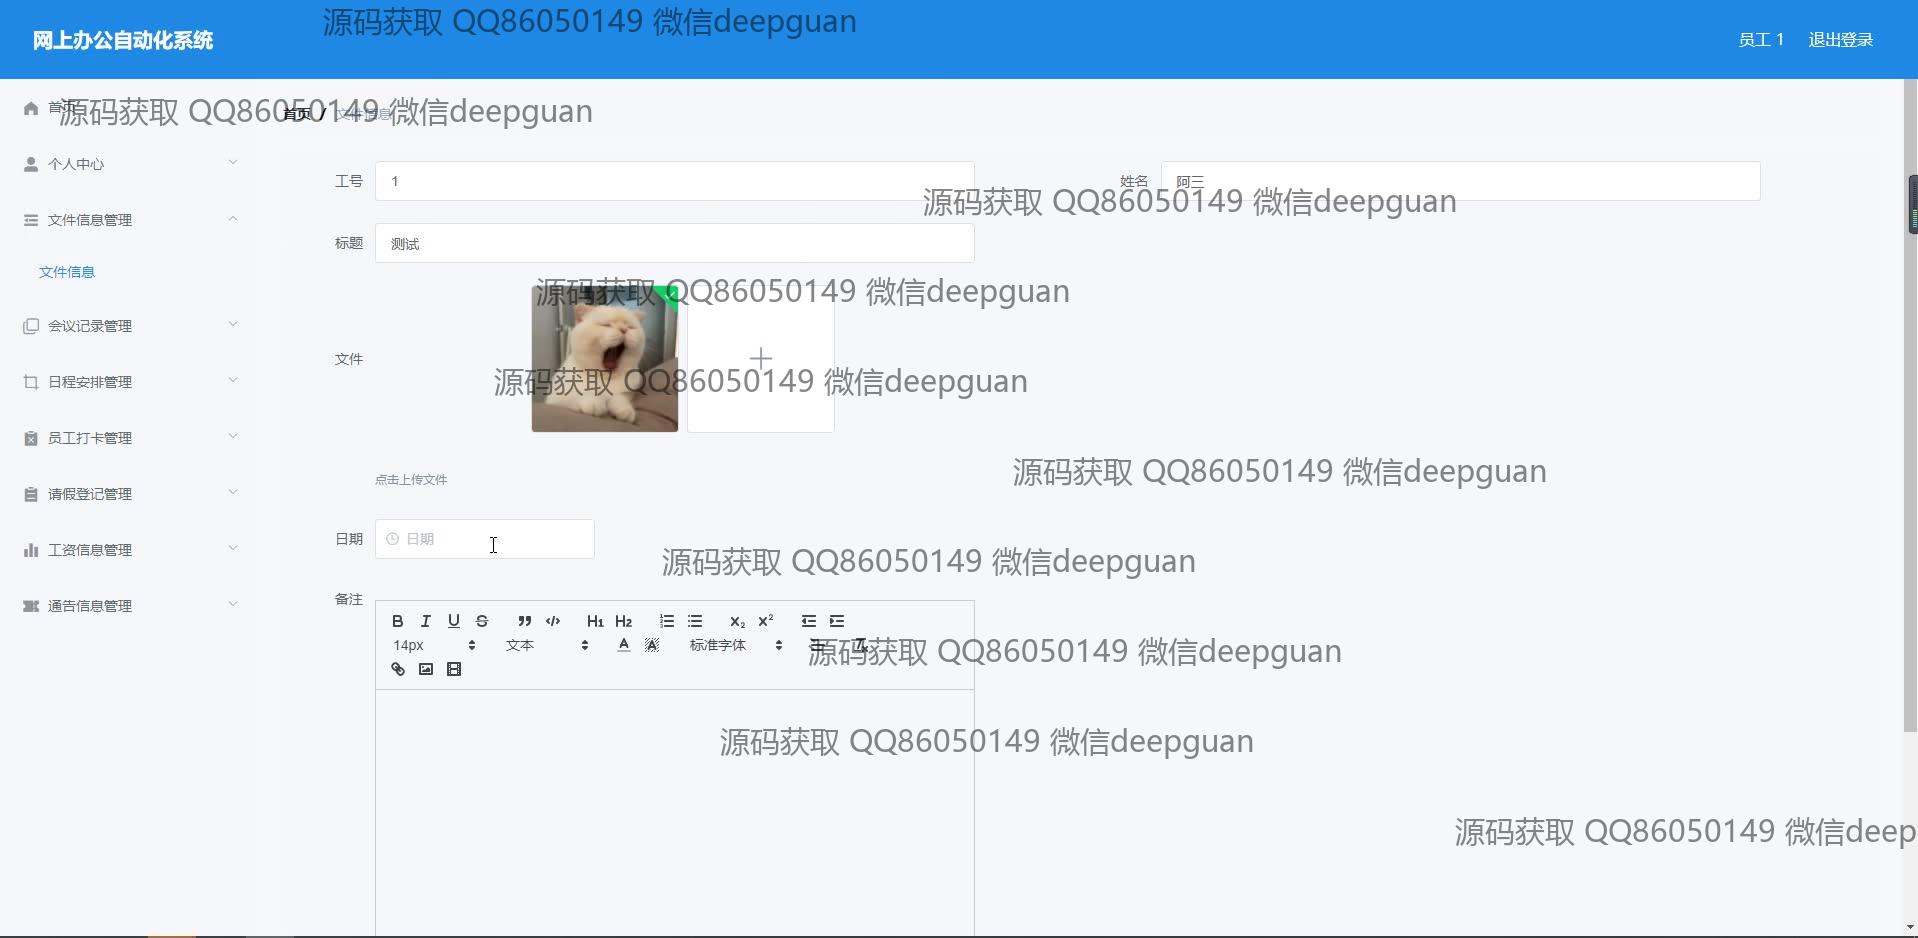 源码获取 QQ86050149 微信deepguan
网上办公自动化系统
员工 1 退出登录
首页
源码获取 QQ86050149 微信deepguan
首页 / 文件信息
个人中心
工号 1
姓名 阿三
源码获取 QQ86050149 微信deepguan
文件信息管理
标题 测试
文件信息
源码获取 QQ86050149 微信deepguan
会议记录管理
文件
日程安排管理
源码获取 QQ86050149 微信deepguan
员工打卡管理
源码获取 QQ86050149 微信deepguan
点击上传文件
请假登记管理
日期 日期
工资信息管理
源码获取 QQ86050149 微信deepguan
通告信息管理
备注
B I U S H1 H2 X2 X2
14px 文本 A A 标准字体
源码获取 QQ86050149 微信deepguan
源码获取 QQ86050149 微信deepguan
源码获取 QQ86050149 微信deep